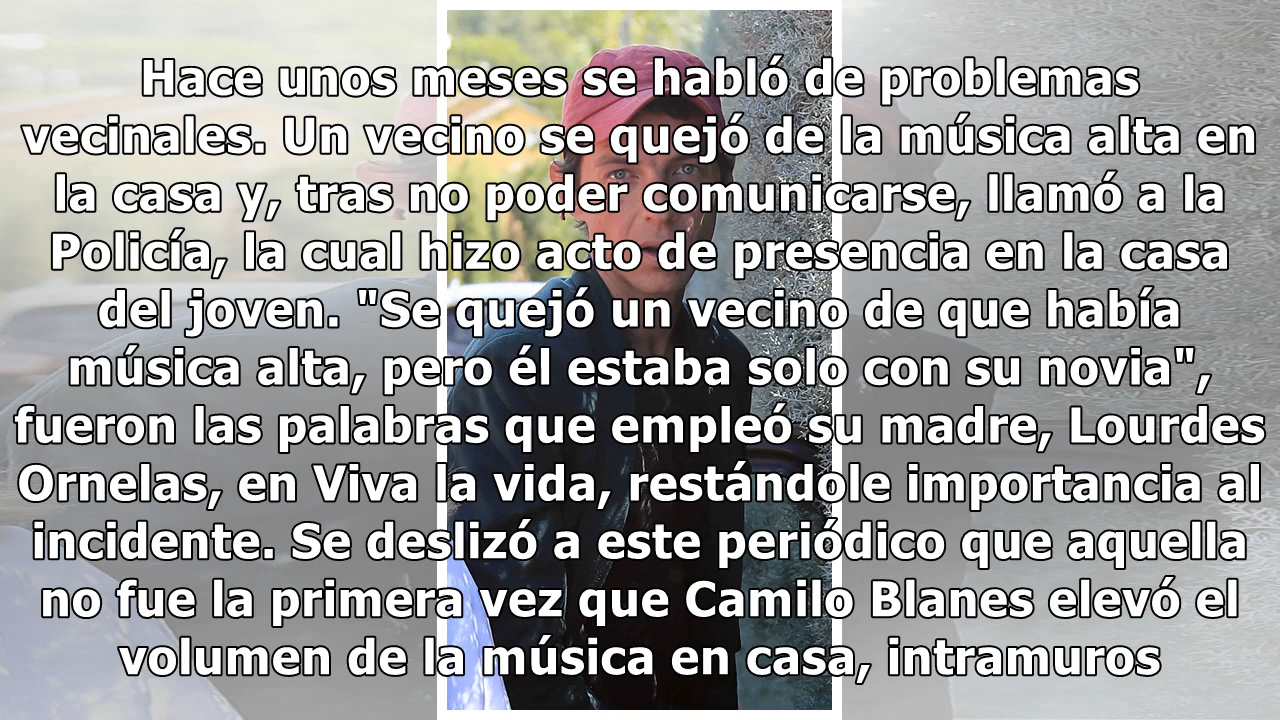 Hace unos meses se habló de problemas
vecinales. Un vecino se quejó de la música alta en
la casa y, tras no poder comunicarse, llamó a la
Policía, la cual hizo acto de presencia en la casa
del joven. "Se quejó un vecino de que había
música alta, pero él estaba solo con su novia",
fueron las palabras que empleó su madre, Lourdes
Ornelas, en Viva la vida, restándole importancia al
incidente. Se deslizó a este periódico que aquella
no fue la primera vez que Camilo Blanes elevó el
volumen de la música en casa, intramuros